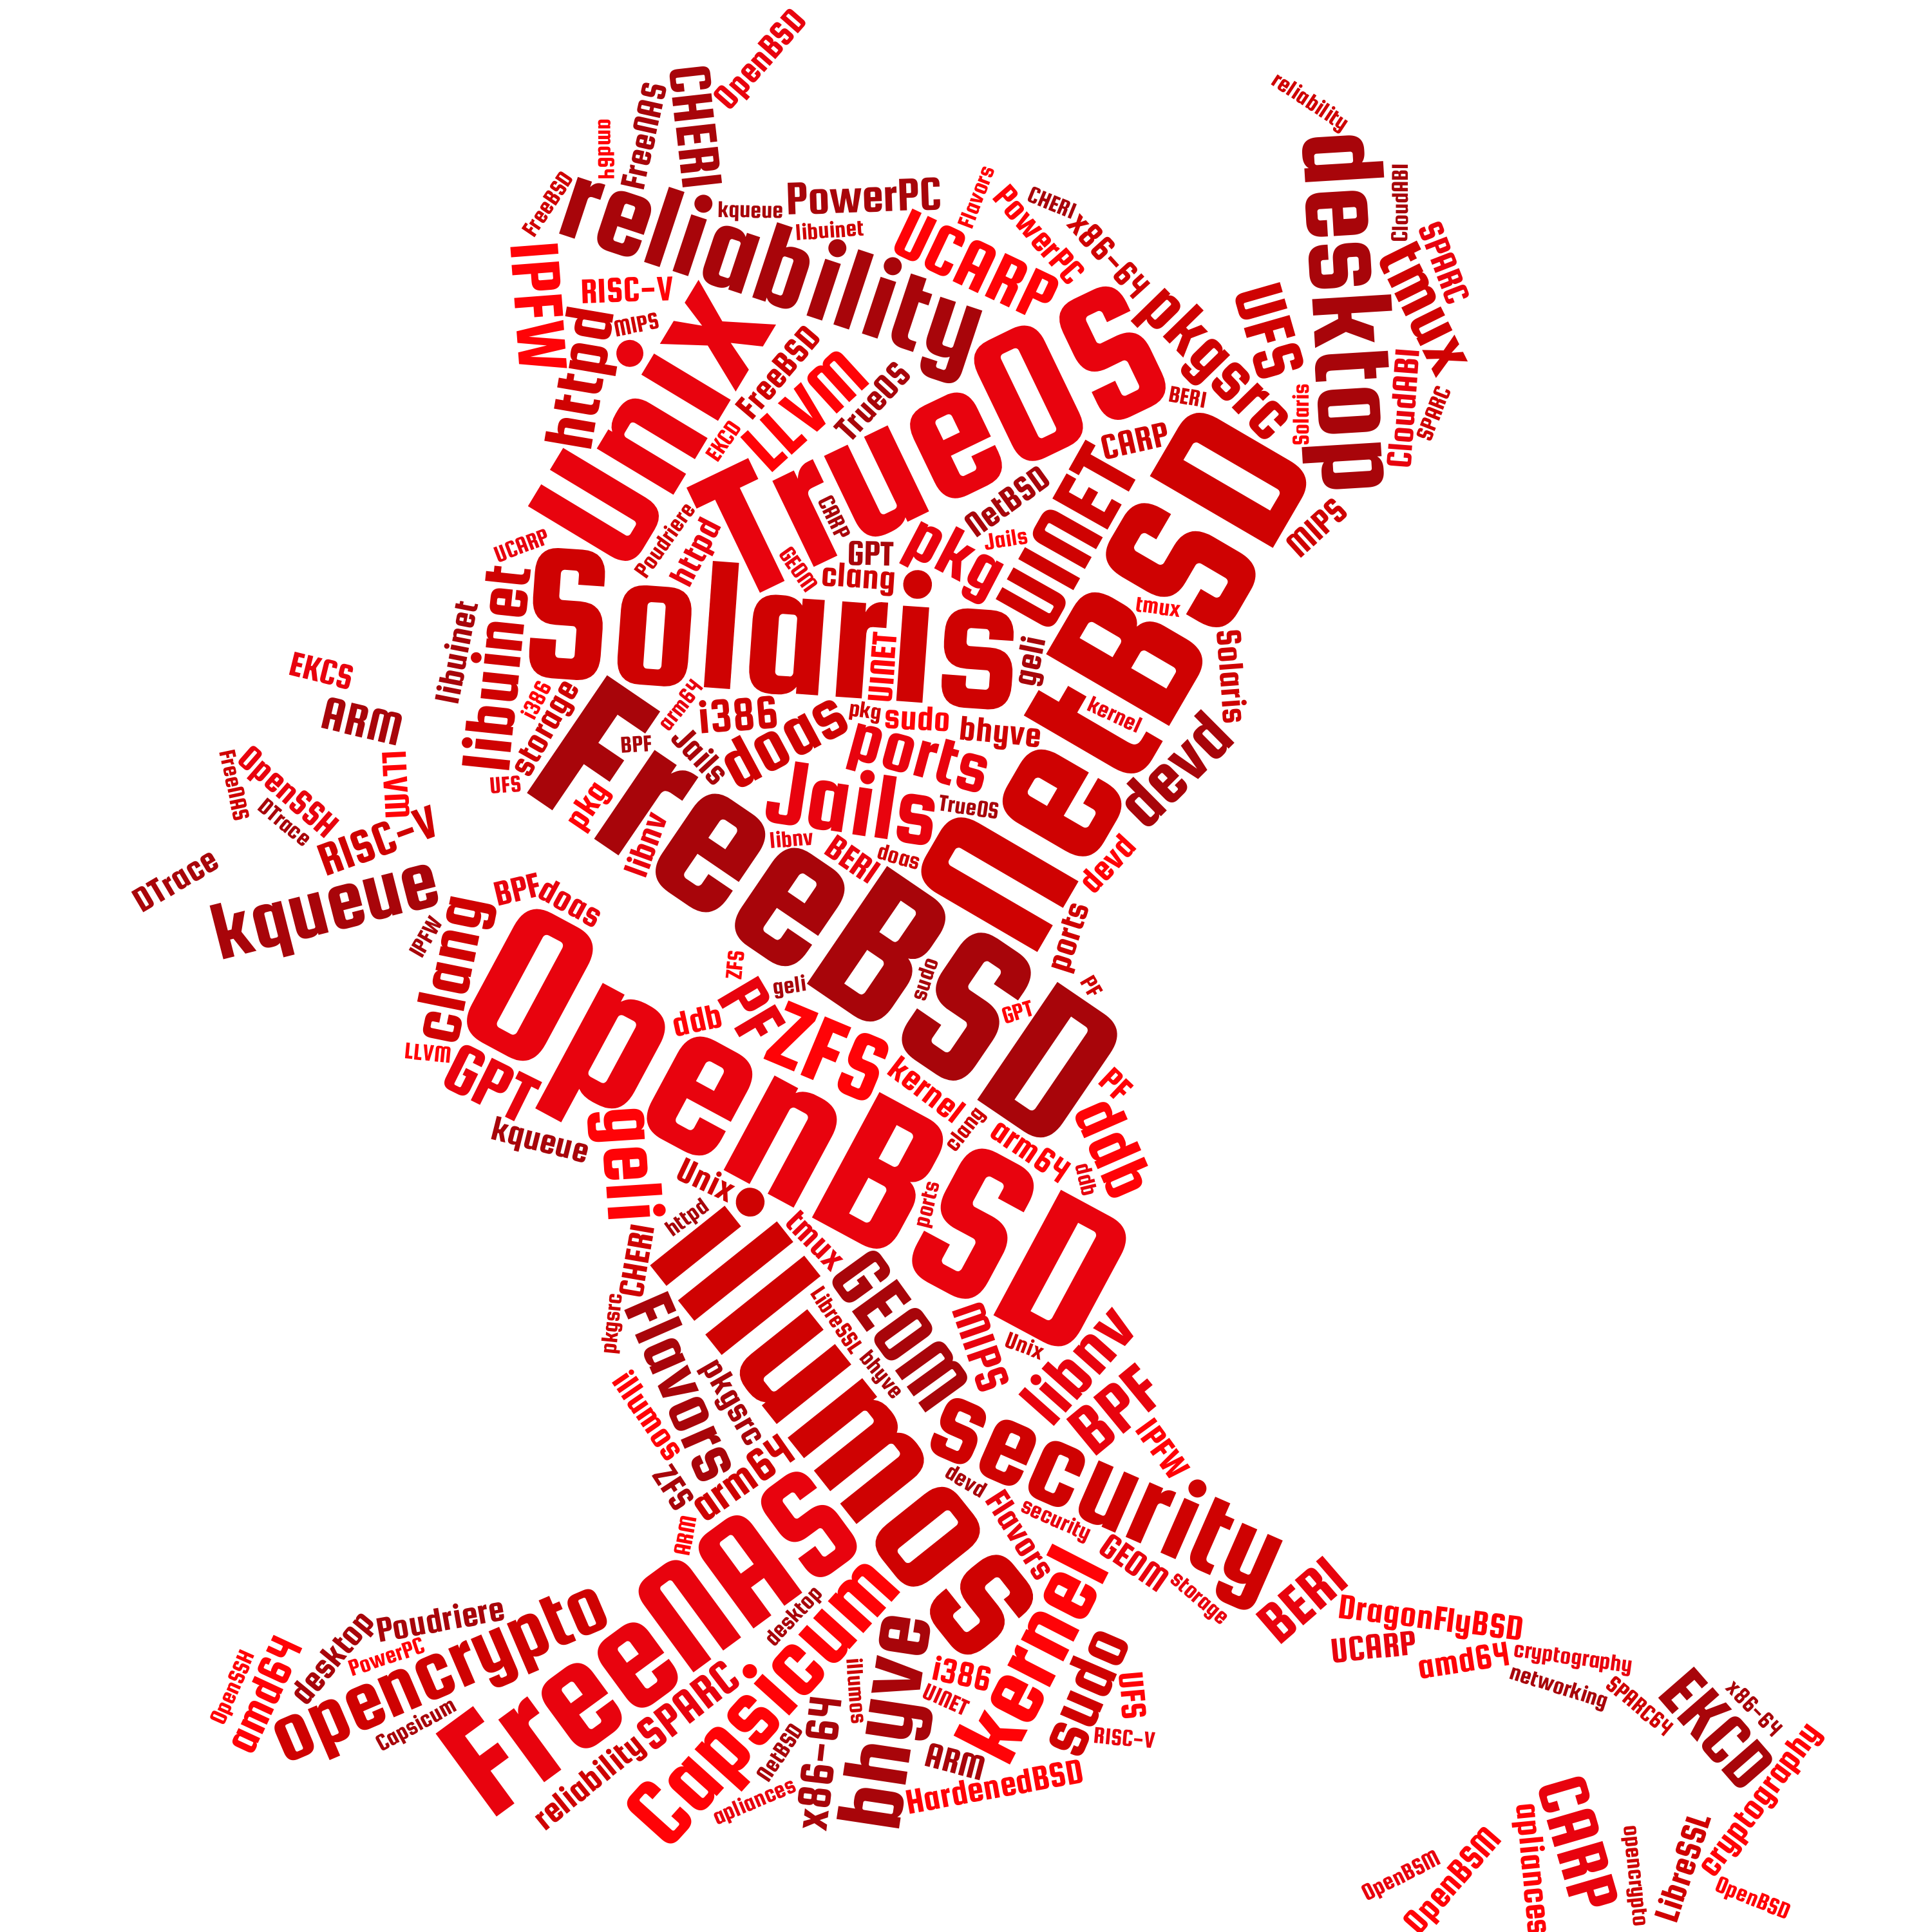 OpenBSD
CHERI
FreeNAS
amd64
FreeBSD
reliability
kqueue
PowerPC
libuinet
Flavors
UCARP
PowerPC
CHERI
x86-64
pkgsrc
UFS
reliability
desktop
CloudABI
SPARC
tmux
CloudABI
SPARC
Solaris
MIPS
IPFW
RISC-V
MIPS
httpd
Unix
FreeBSD
LLVM
EKCD
TrueOS
TrueOS
BERI
CARP
NetBSD
UCARP
Poudriere
httpd
CARP
GEOM
GPT
clang
pkg
Jails
UINET
NetBSD
tmux
Solaris
libuinet
libuinet
Solaris
UINET
geli
kernel
devd
EKCS
ARM
LLVM
FreeNAS
OpenSSH
DTrace
RISC-V
DTrace
kqueue
i386
storage
UFS
arm64
i386
BPF
Jails
doas
pkg
sudo
bhyve
ports
Jails
TrueOS
pkg
libnv
libnv
BERI
doas
devd
ports
PF
FreeBSD
sudo
GPT
BPF
doas
IPFW
clang
ZFS
geli
PF
ddb
ZFS
kernel
clang
arm64
PF
ddb
ddb
OpenBSD
LLVM
GPT
kqueue
geli
Unix
httpd
ports
tmux
GEOM
LibreSSL
bhyve
MIPS
Unix
libnv
BPF
IPFW
CHERI
pkgsrc
Flavors
illumos
pkgsrc
illumos
ZFS
arm64
ARM
security
devd
Flavors
security
GEOM
storage
BERI
DragonFlyBSD
UCARP
amd64
cryptography
networking
SPARC64
EKCD
x86-64
cryptography
FreeNAS
OpenSSH
amd64
desktop
Poudriere
PowerPC
opencrypto
Capsicum
reliability
SPARC
desktop
Capsicum
NetBSD
apliances
x86-64
illumos
bhyve
i386
UINET
ARM
kernel
sudo
UFS
RISC-V
HardenedBSD
OpenBSM
OpenBSM
apliances
CARP
opencrypto
LibreSSL
OpenBSD